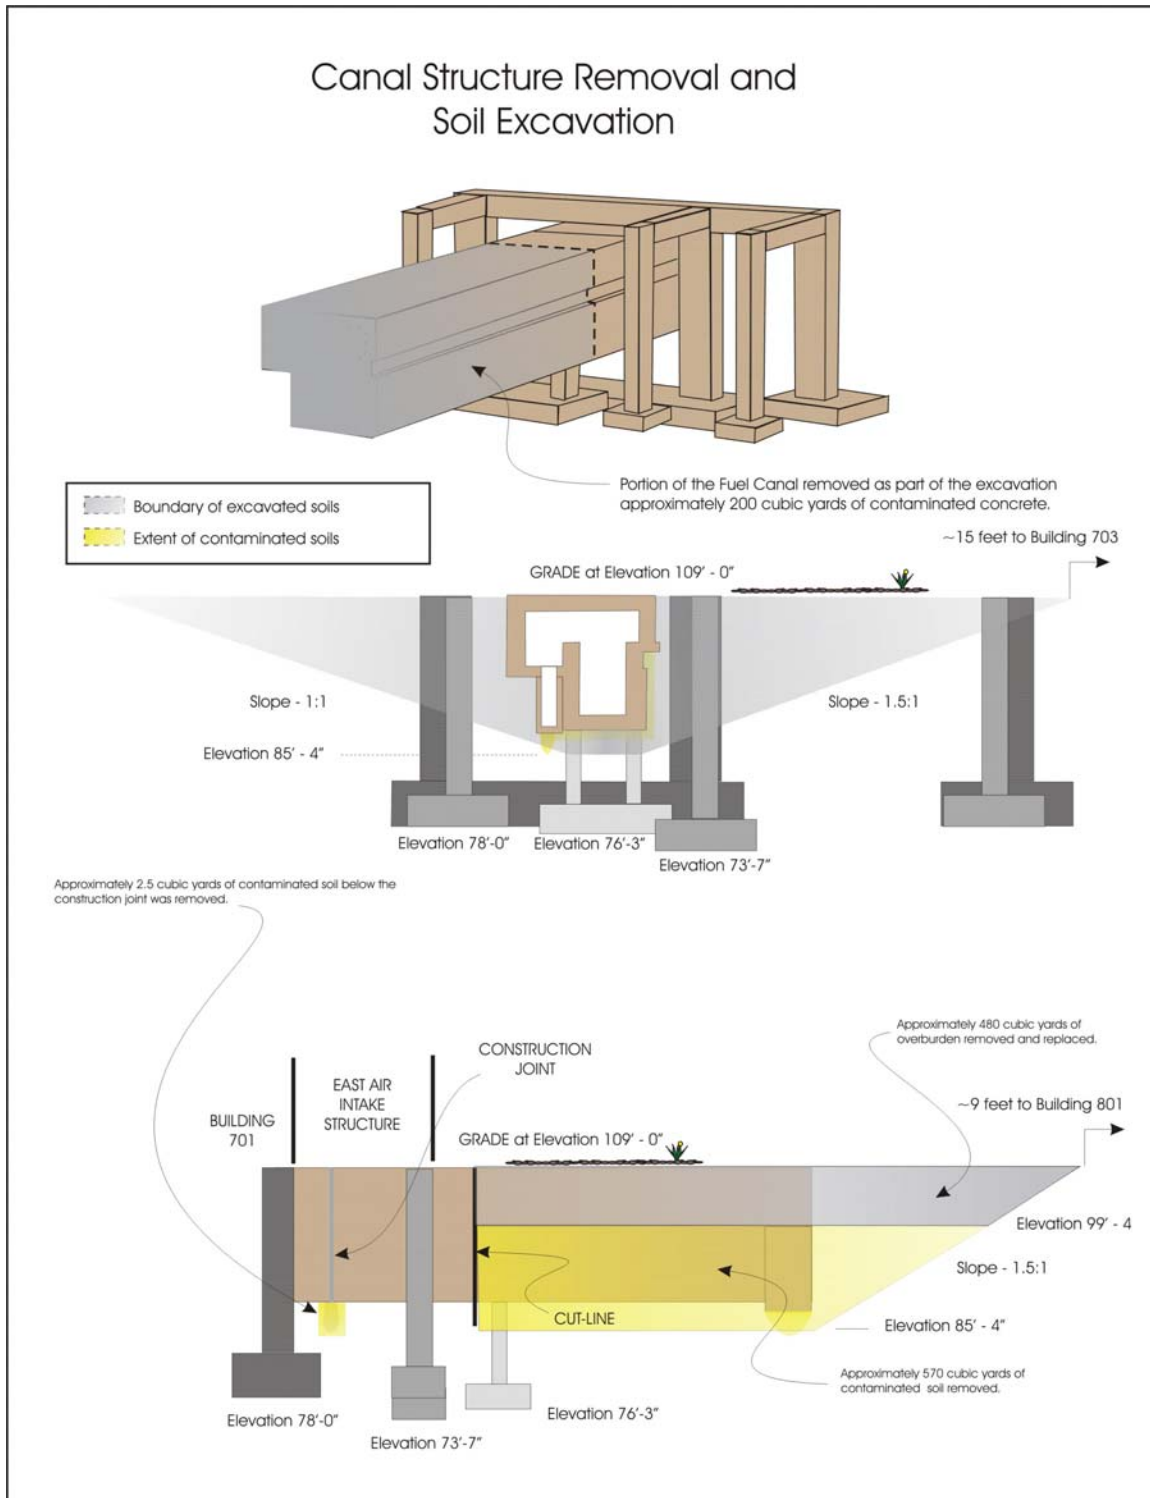 Canal Structure Removal and
Soil Excavation
Portion of the Fuel Canal removed as part of the excavation
approximately 200 cubic yards of contaminated concrete.
Boundary of excavated soils
Extent of contaminated soils
~15 feet to Building 703
GRADE at Elevation 109' - 0"
Slope - 1:1
Slope - 1.5:1
Elevation 85' - 4"
Elevation 78'-0"
Elevation 76'-3"
Elevation 73'-7"
Approximately 2.5 cubic yards of contaminated soil below the
construction joint was removed.
Approximately 480 cubic yards of
overburden removed and replaced.
CONSTRUCTION
JOINT
EAST AIR
INTAKE
STRUCTURE
BUILDING
701
~9 feet to Building 801
GRADE at Elevation 109' - 0"
Elevation 99' - 4
Slope - 1.5:1
CUT-LINE
Elevation 85' - 4"
Approximately 570 cubic yards of
contaminated soil removed.
Elevation 78'-0"
Elevation 76'-3"
Elevation 73'-7"